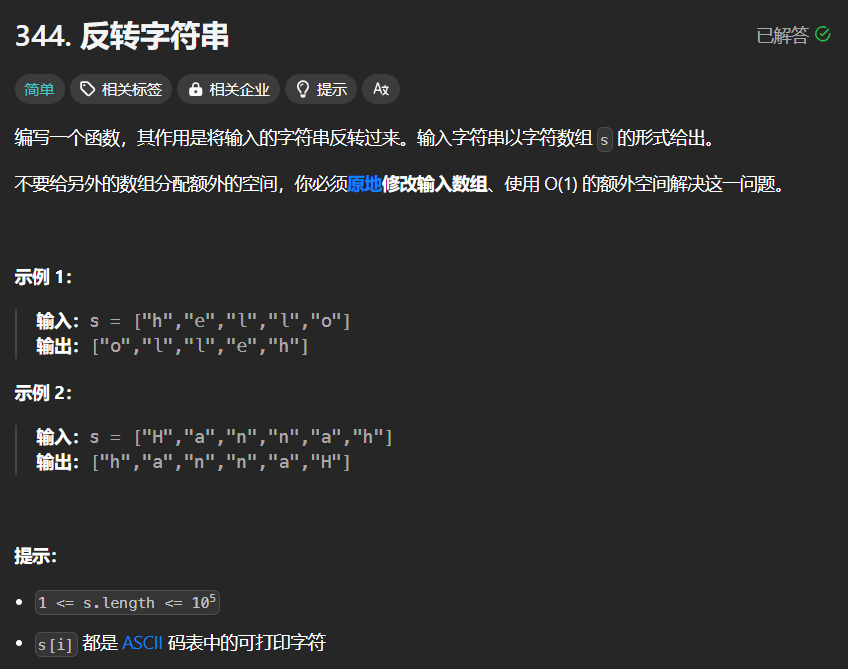 344. 反转字符串
已解答
简单 相关标签 相关企业 提示 Az
编写一个函数，其作用是将输入的字符串反转过来。输入字符串以字符数组 s 的形式给出。
不要给另外的数组分配额外的空间，你必须原地修改输入数组、使用 O(1) 的额外空间解决这一问题。
示例 1：
输入：s = ["h","e","l","l","o"]
输出：["o","l","l","e","h"]
示例 2：
输入：s = ["H","a","n","n","a","h"]
输出：["h","a","n","n","a","H"]
提示：
1 <= s.length <= 10⁵
s[i] 都是 ASCII 码表中的可打印字符